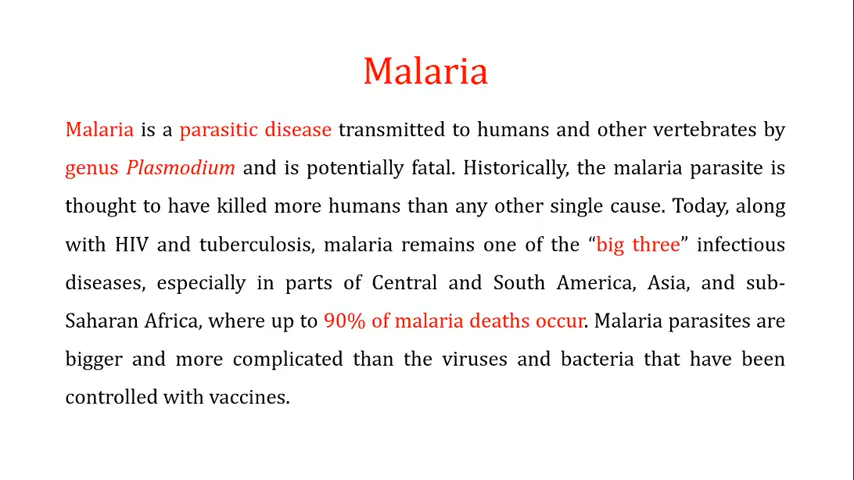 Malaria
Malaria is a parasitic disease transmitted to humans and other vertebrates by
genus Plasmodium and is potentially fatal. Historically, the malaria parasite is
thought to have killed more humans than any other single cause. Today, along
with HIV and tuberculosis, malaria remains one of the “big three” infectious
diseases, especially in parts of Central and South America, Asia, and sub-
Saharan Africa, where up to 90% of malaria deaths occur. Malaria parasites are
bigger and more complicated than the viruses and bacteria that have been
controlled with vaccines.